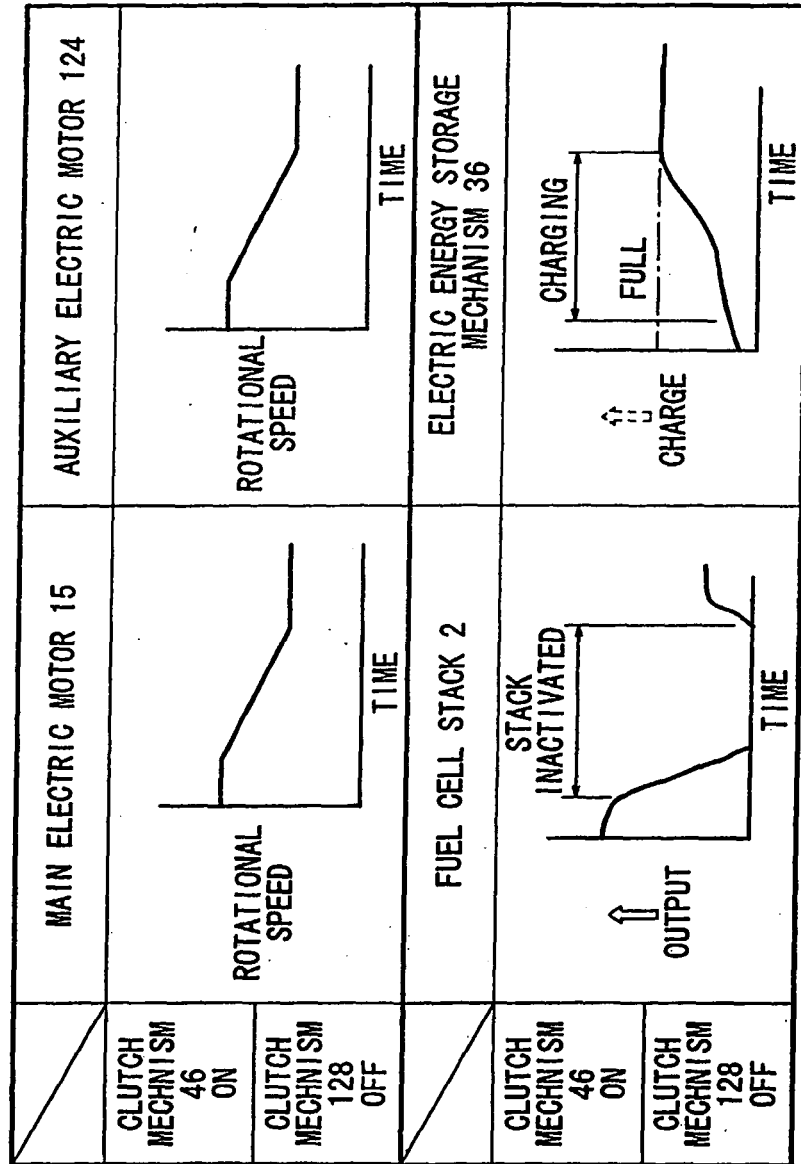 MAIN ELECTRIC MOTOR 15
AUXILIARY ELECTRIC MOTOR 124
CLUTCH
MECHNISM
46
ON
CLUTCH
MECHNISM
128
OFF
ROTATIONAL
SPEED
TIME
ROTATIONAL
SPEED
TIME
FUEL CELL STACK 2
ELECTRIC ENERGY STORAGE
MECHANISM 36
CLUTCH
MECHNISM
46
ON
CLUTCH
MECHNISM
128
OFF
OUTPUT
STACK
INACTIVATED
TIME
CHARGE
CHARGING
FULL
TIME